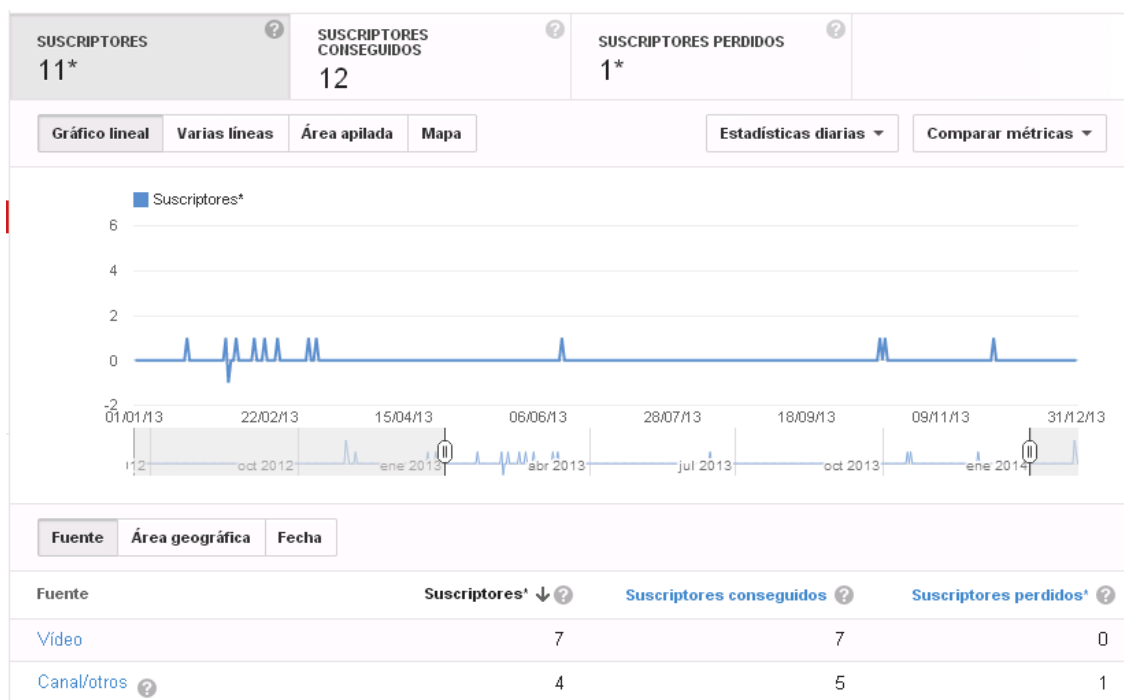 SUSCRIPTORES
11*
SUSCRIPTORES
CONSEGUIDOS
12
SUSCRIPTORES PERDIDOS
1*
Gráfico lineal Varias líneas Área apilada Mapa Estadísticas diarias Comparar métricas
Suscriptores*
6
4
2
0
-2
01/01/13 22/02/13 15/04/13 06/06/13 28/07/13 18/09/13 09/11/13 31/12/13
oct 2012 ene 2013 abr 2013 jul 2013 oct 2013 ene 2014
Fuente Área geográfica Fecha
Fuente Suscriptores* ↓ ? Suscriptores conseguidos ? Suscriptores perdidos* ?
Vídeo 7 7 0
Canal/otros ? 4 5 1